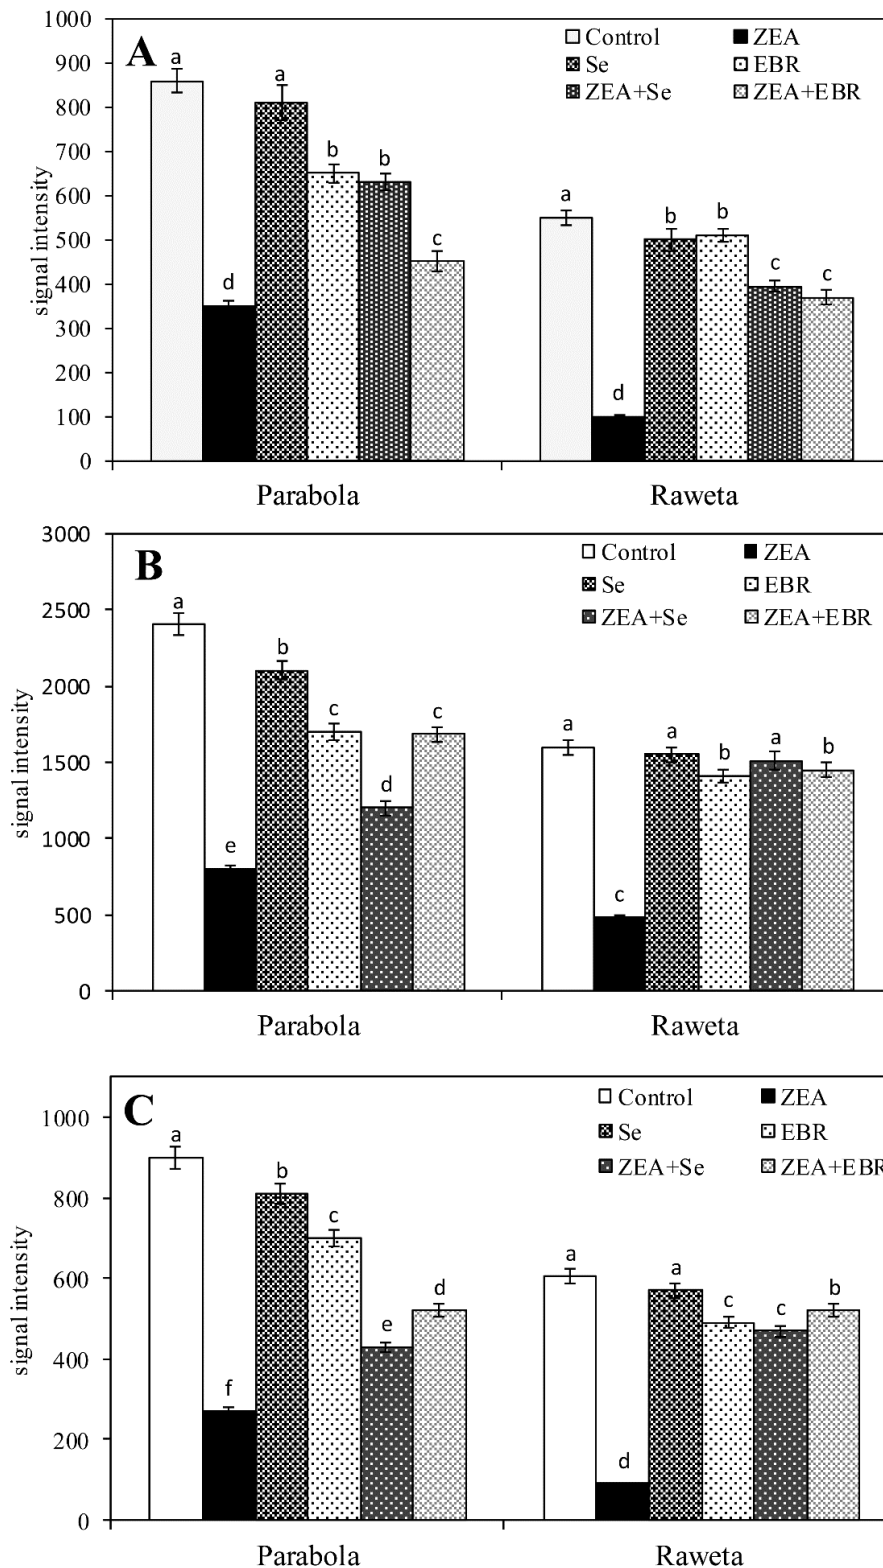 A
Control ZEA
Se EBR
ZEA+Se ZEA+EBR
signal intensity
1000
900
800
700
600
500
400
300
200
100
0
a
d
a
b
b
c
a
d
b
b
c
c
Parabola Raweta
B
Control ZEA
Se EBR
ZEA+Se ZEA+EBR
signal intensity
3000
2500
2000
1500
1000
500
0
a
e
b
c
d
c
a
c
a
b
a
b
Parabola Raweta
C
Control ZEA
Se EBR
ZEA+Se ZEA+EBR
signal intensity
1000
800
600
400
200
0
a
f
b
c
e
d
a
d
a
c
c
b
Parabola Raweta